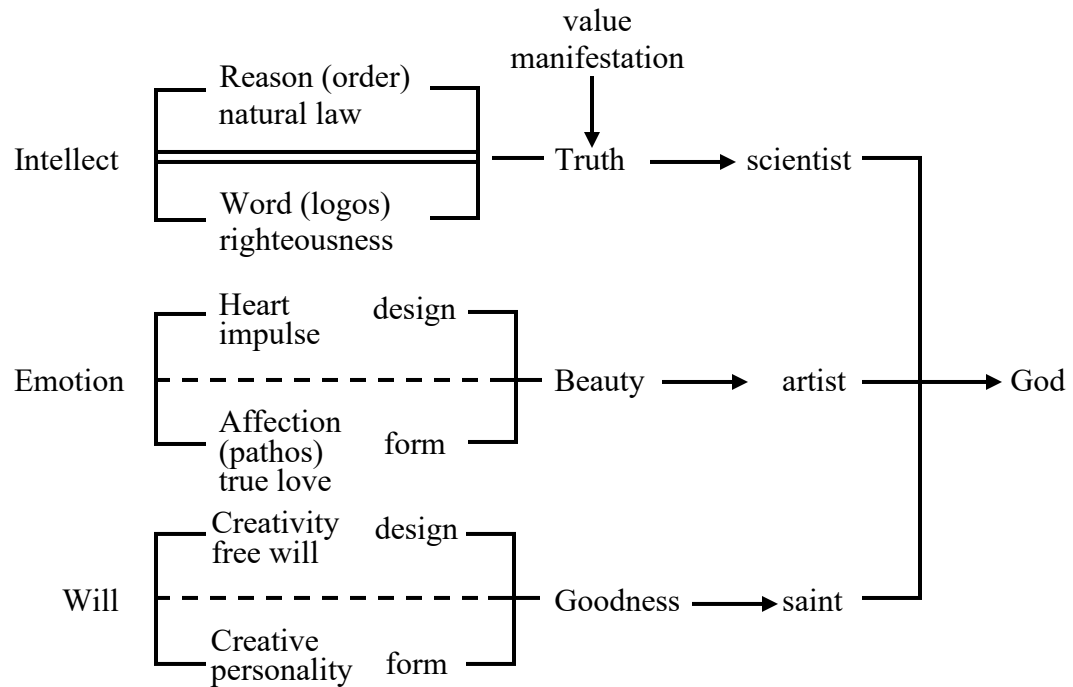 value
manifestation
Reason (order)
natural law
Intellect
Truth
scientist
Word (logos)
righteousness
Heart
impulse
design
Emotion
Beauty
artist
God
Affection
(pathos)
true love
form
Creativity
free will
design
Will
Goodness
saint
Creative
personality
form